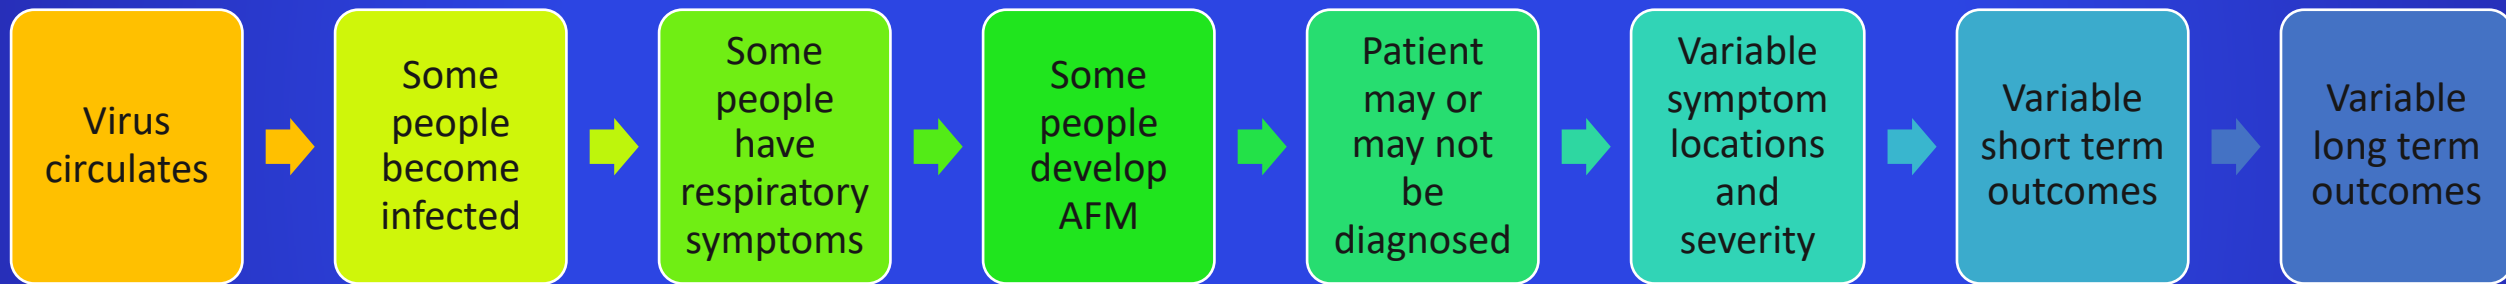 Virus
circulates
Some
people
become
infected
Some
people
have
respiratory
symptoms
Some
people
develop
AFM
Patient
may or
may not
be
diagnosed
Variable
symptom
locations
and
severity
Variable
short term
outcomes
Variable
long term
outcomes